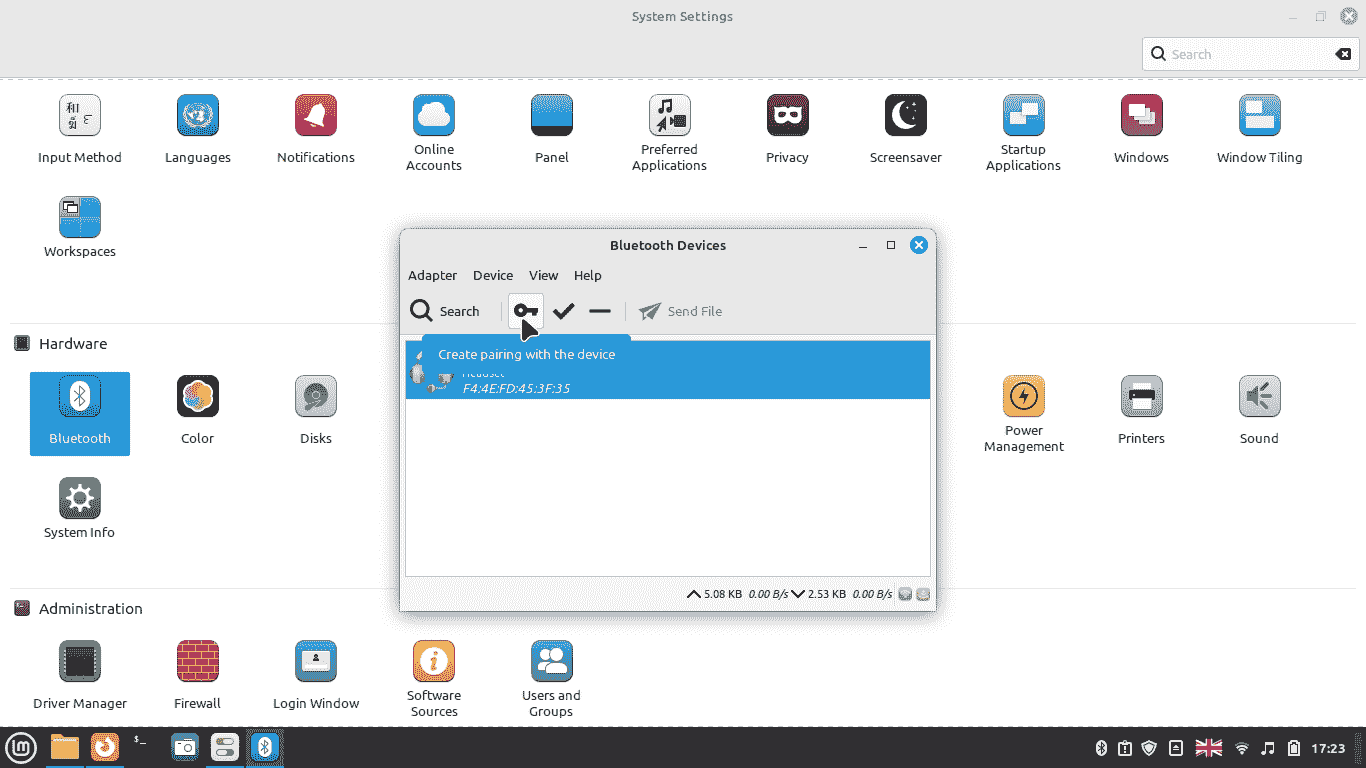 System Settings
Search
Input Method
Languages
Notifications
Online
Accounts
Panel
Preferred
Applications
Privacy
Screensaver
Startup
Applications
Windows
Window Tiling
Workspaces
Bluetooth Devices
Adapter Device View Help
Search
Send File
Create pairing with the device
Headset
F4:4E:FD:45:3F:35
5.08 KB 0.00 B/s 2.53 KB 0.00 B/s
Hardware
Bluetooth
Color
Disks
Power
Management
Printers
Sound
System Info
Administration
Driver Manager
Firewall
Login Window
Software
Sources
Users and
Groups
17:23